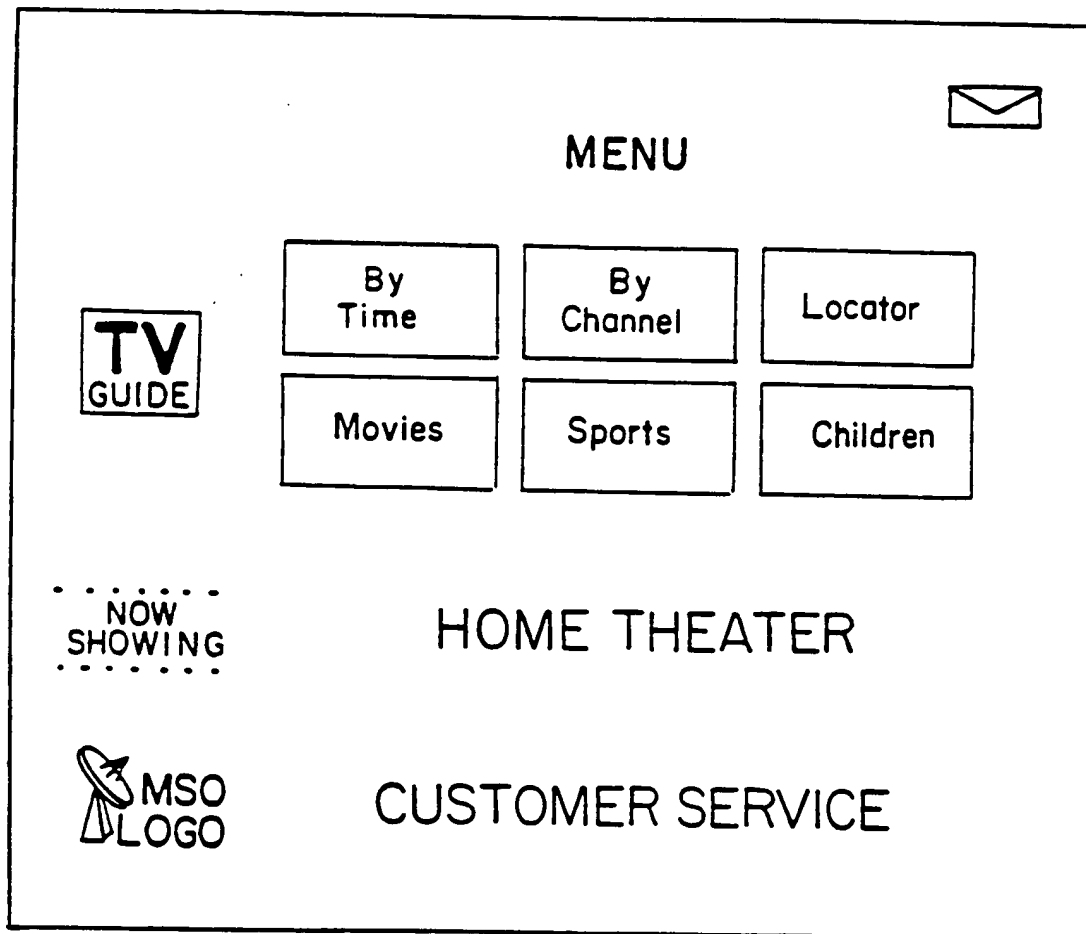 MENU
By
Time
By
Channel
Locator
TV
GUIDE
Movies
Sports
Children
NOW
SHOWING
HOME THEATER
MSO
LOGO
CUSTOMER SERVICE